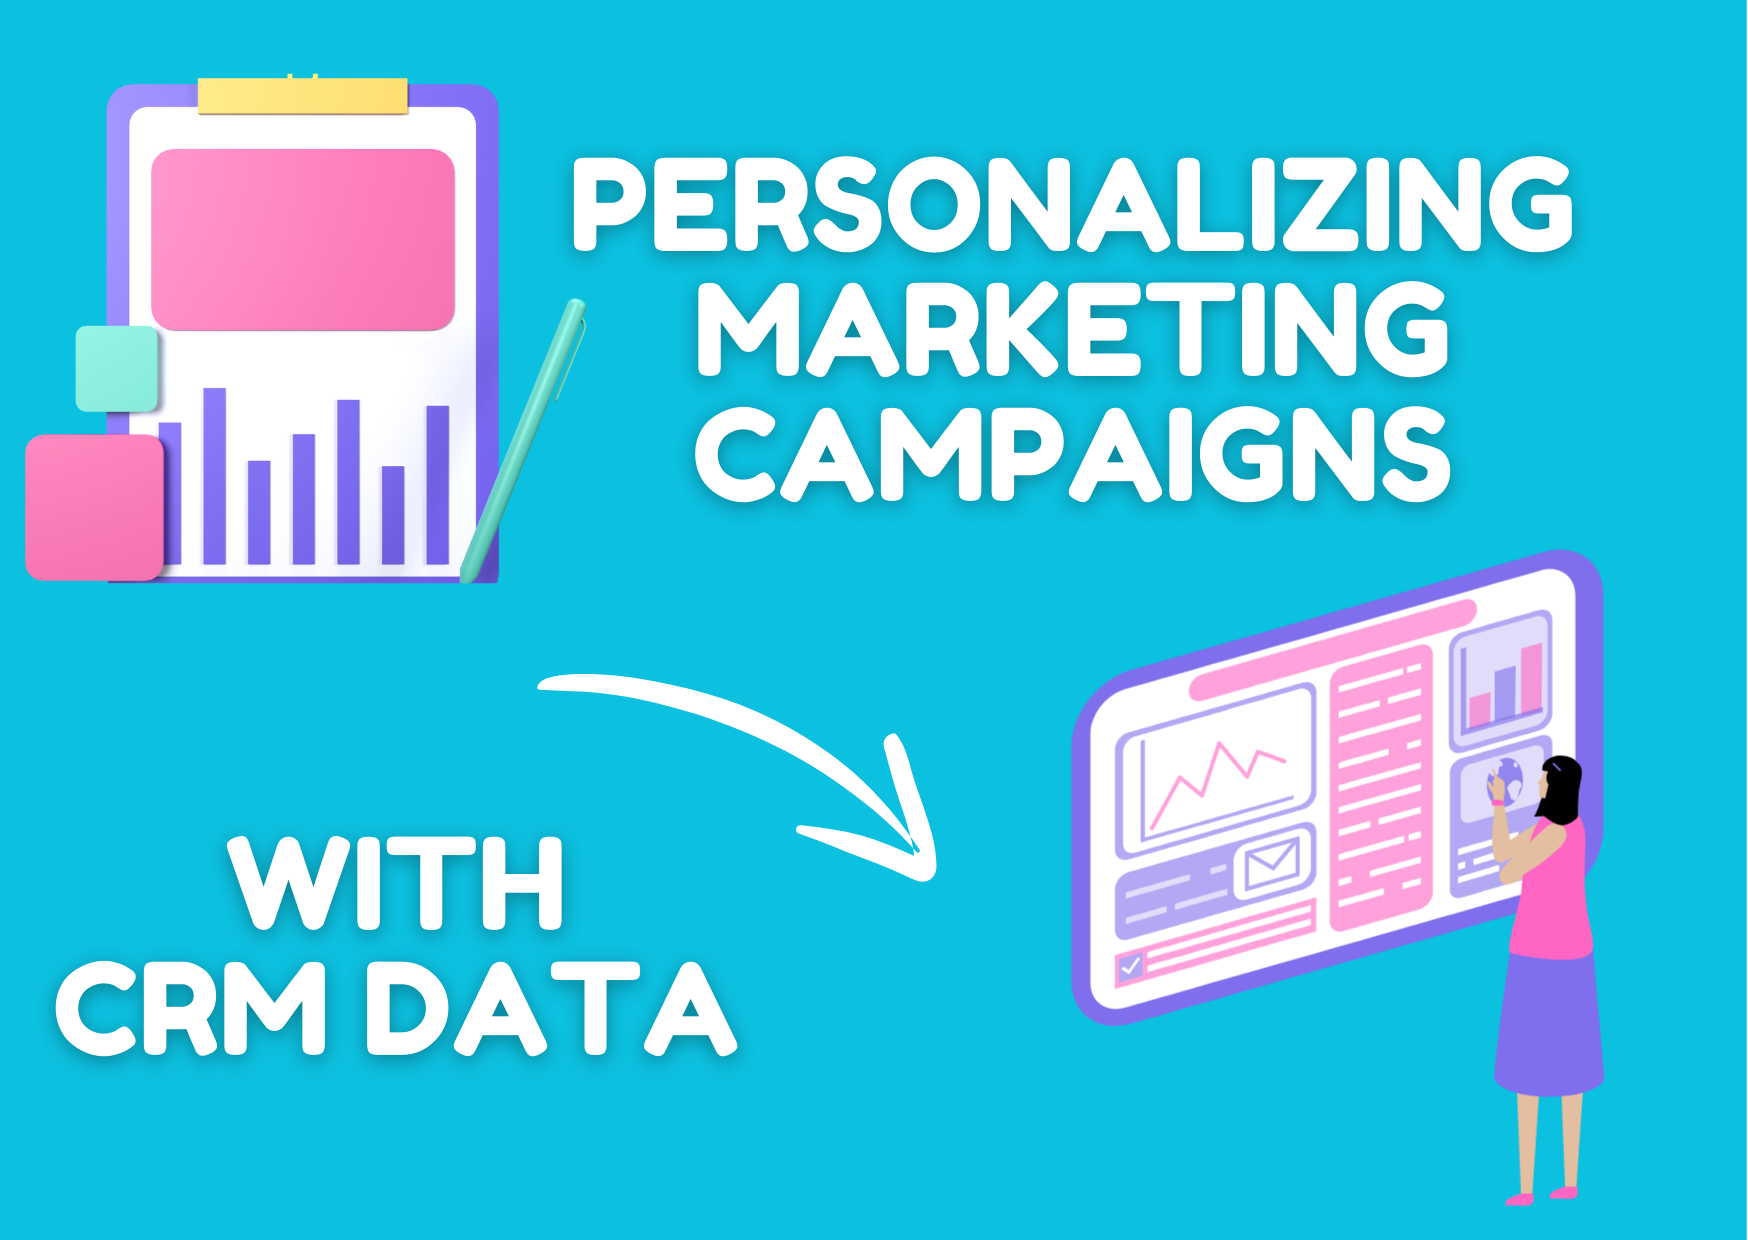 PERSONALIZING
MARKETING
CAMPAIGNS
WITH
CRM DATA